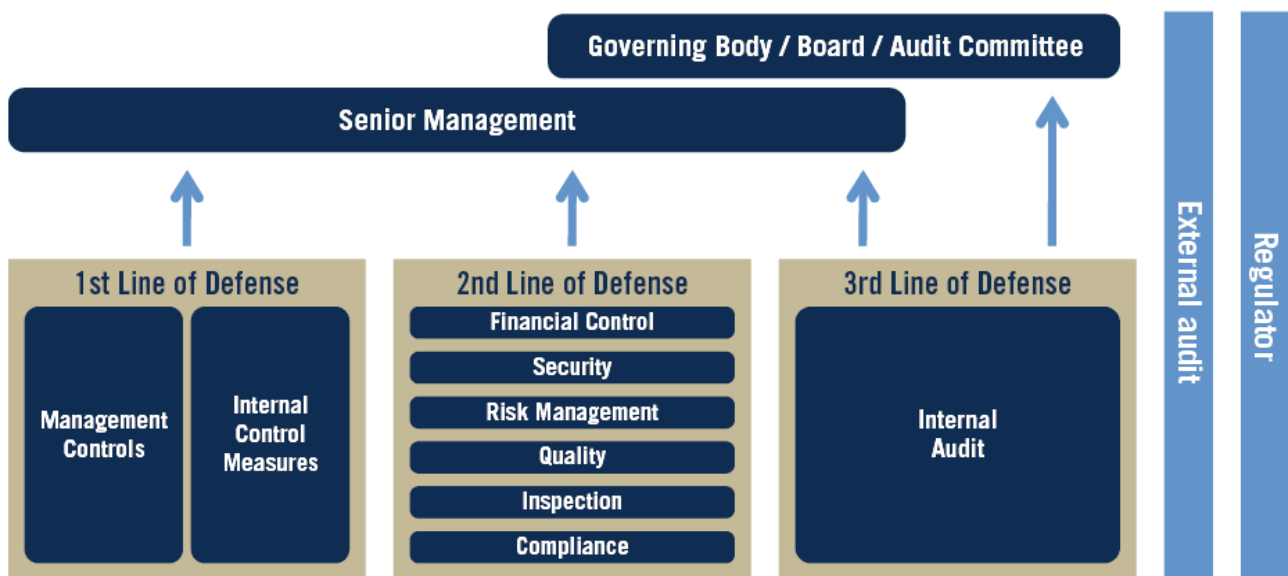 Governing Body / Board / Audit Committee
Senior Management
1st Line of Defense
Management
Controls
Internal
Control
Measures
2nd Line of Defense
Financial Control
Security
Risk Management
Quality
Inspection
Compliance
3rd Line of Defense
Internal
Audit
External audit
Regulator